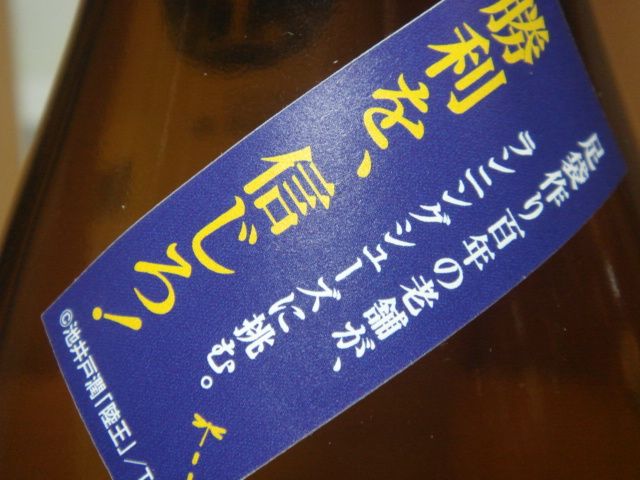 勝利を、信じろ!
足袋作り百年の老舗が、
ランニングシューズに挑む。
©池井戸潤「陸王」/T